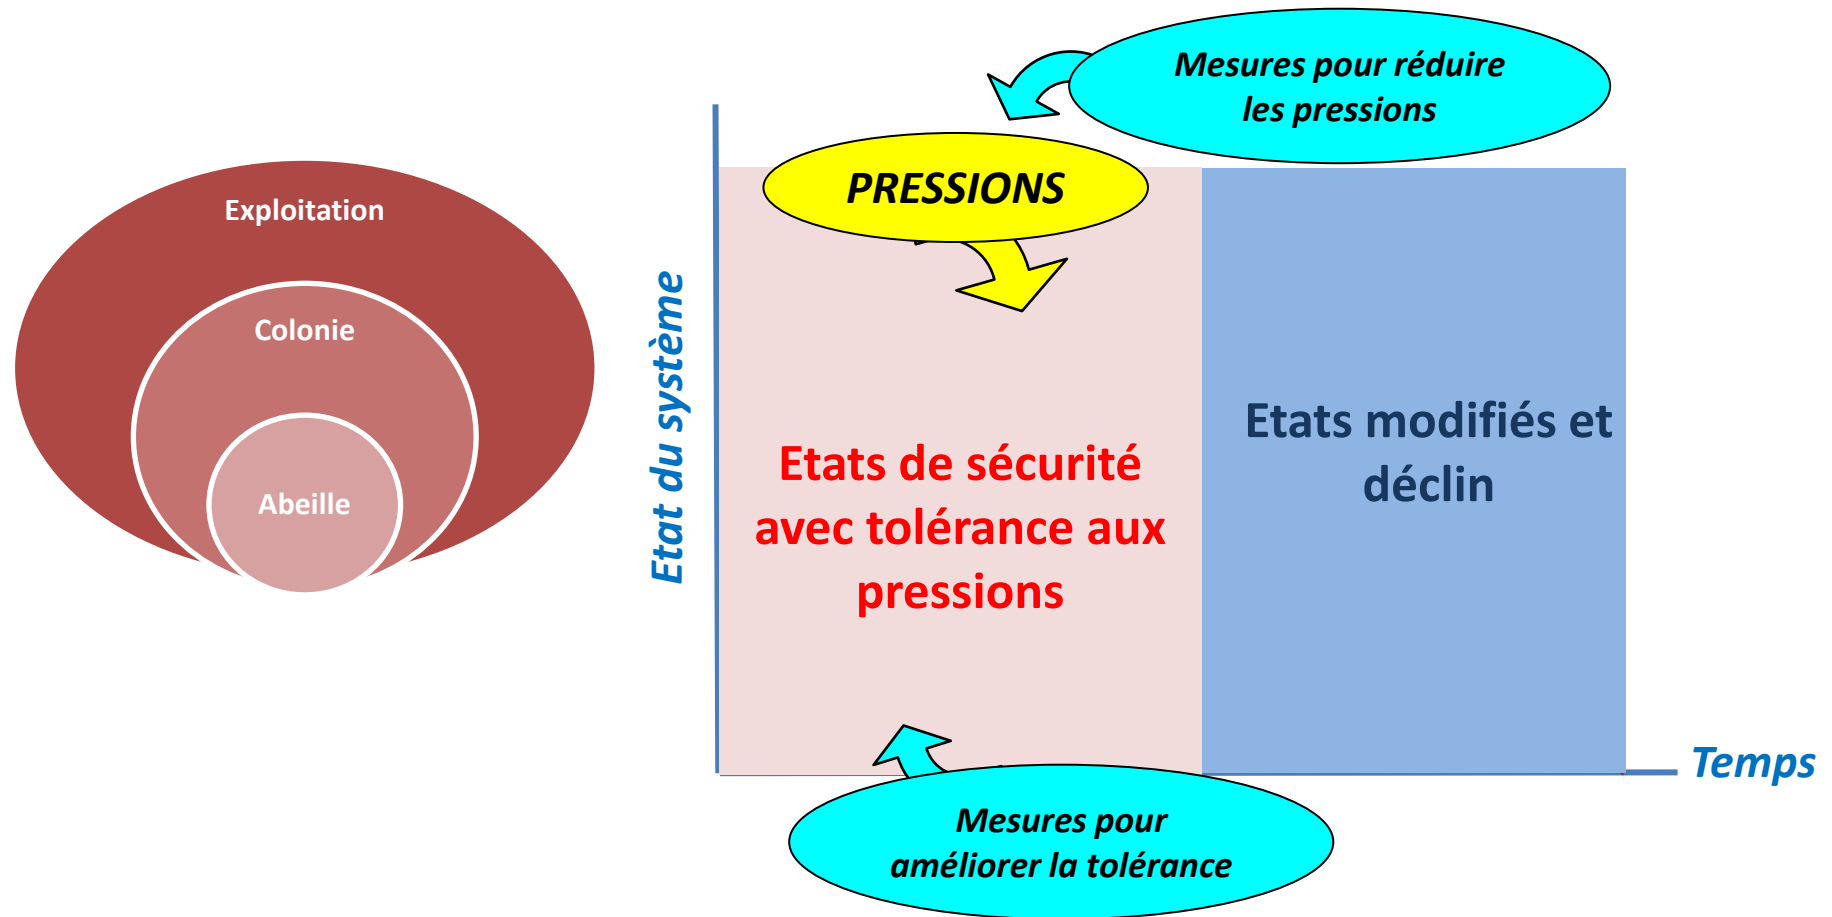 Exploitation
Colonie
Abeille
Mesures pour réduire
les pressions
PRESSIONS
Etat du système
Etats de sécurité
avec tolérance aux
pressions
Etats modifiés et
déclin
Temps
Mesures pour
améliorer la tolérance